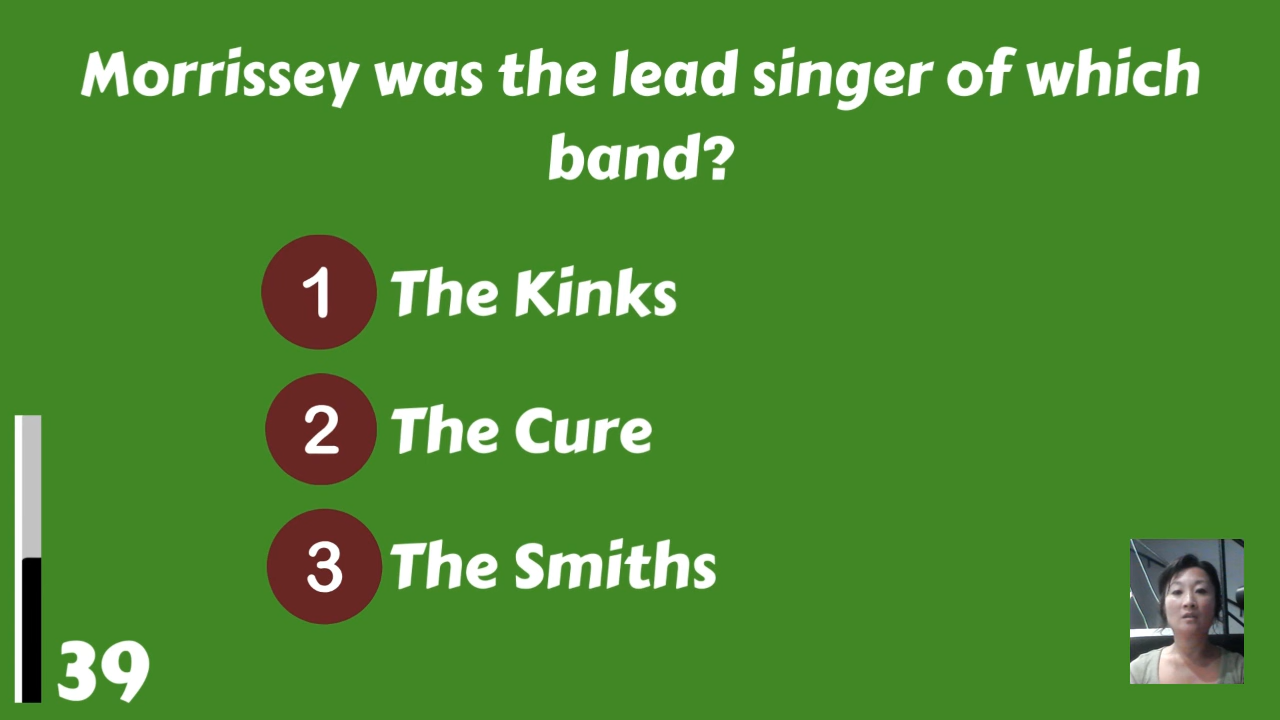 Morrissey was the lead singer of which
band?
1 The Kinks
2 The Cure
3 The Smiths
39